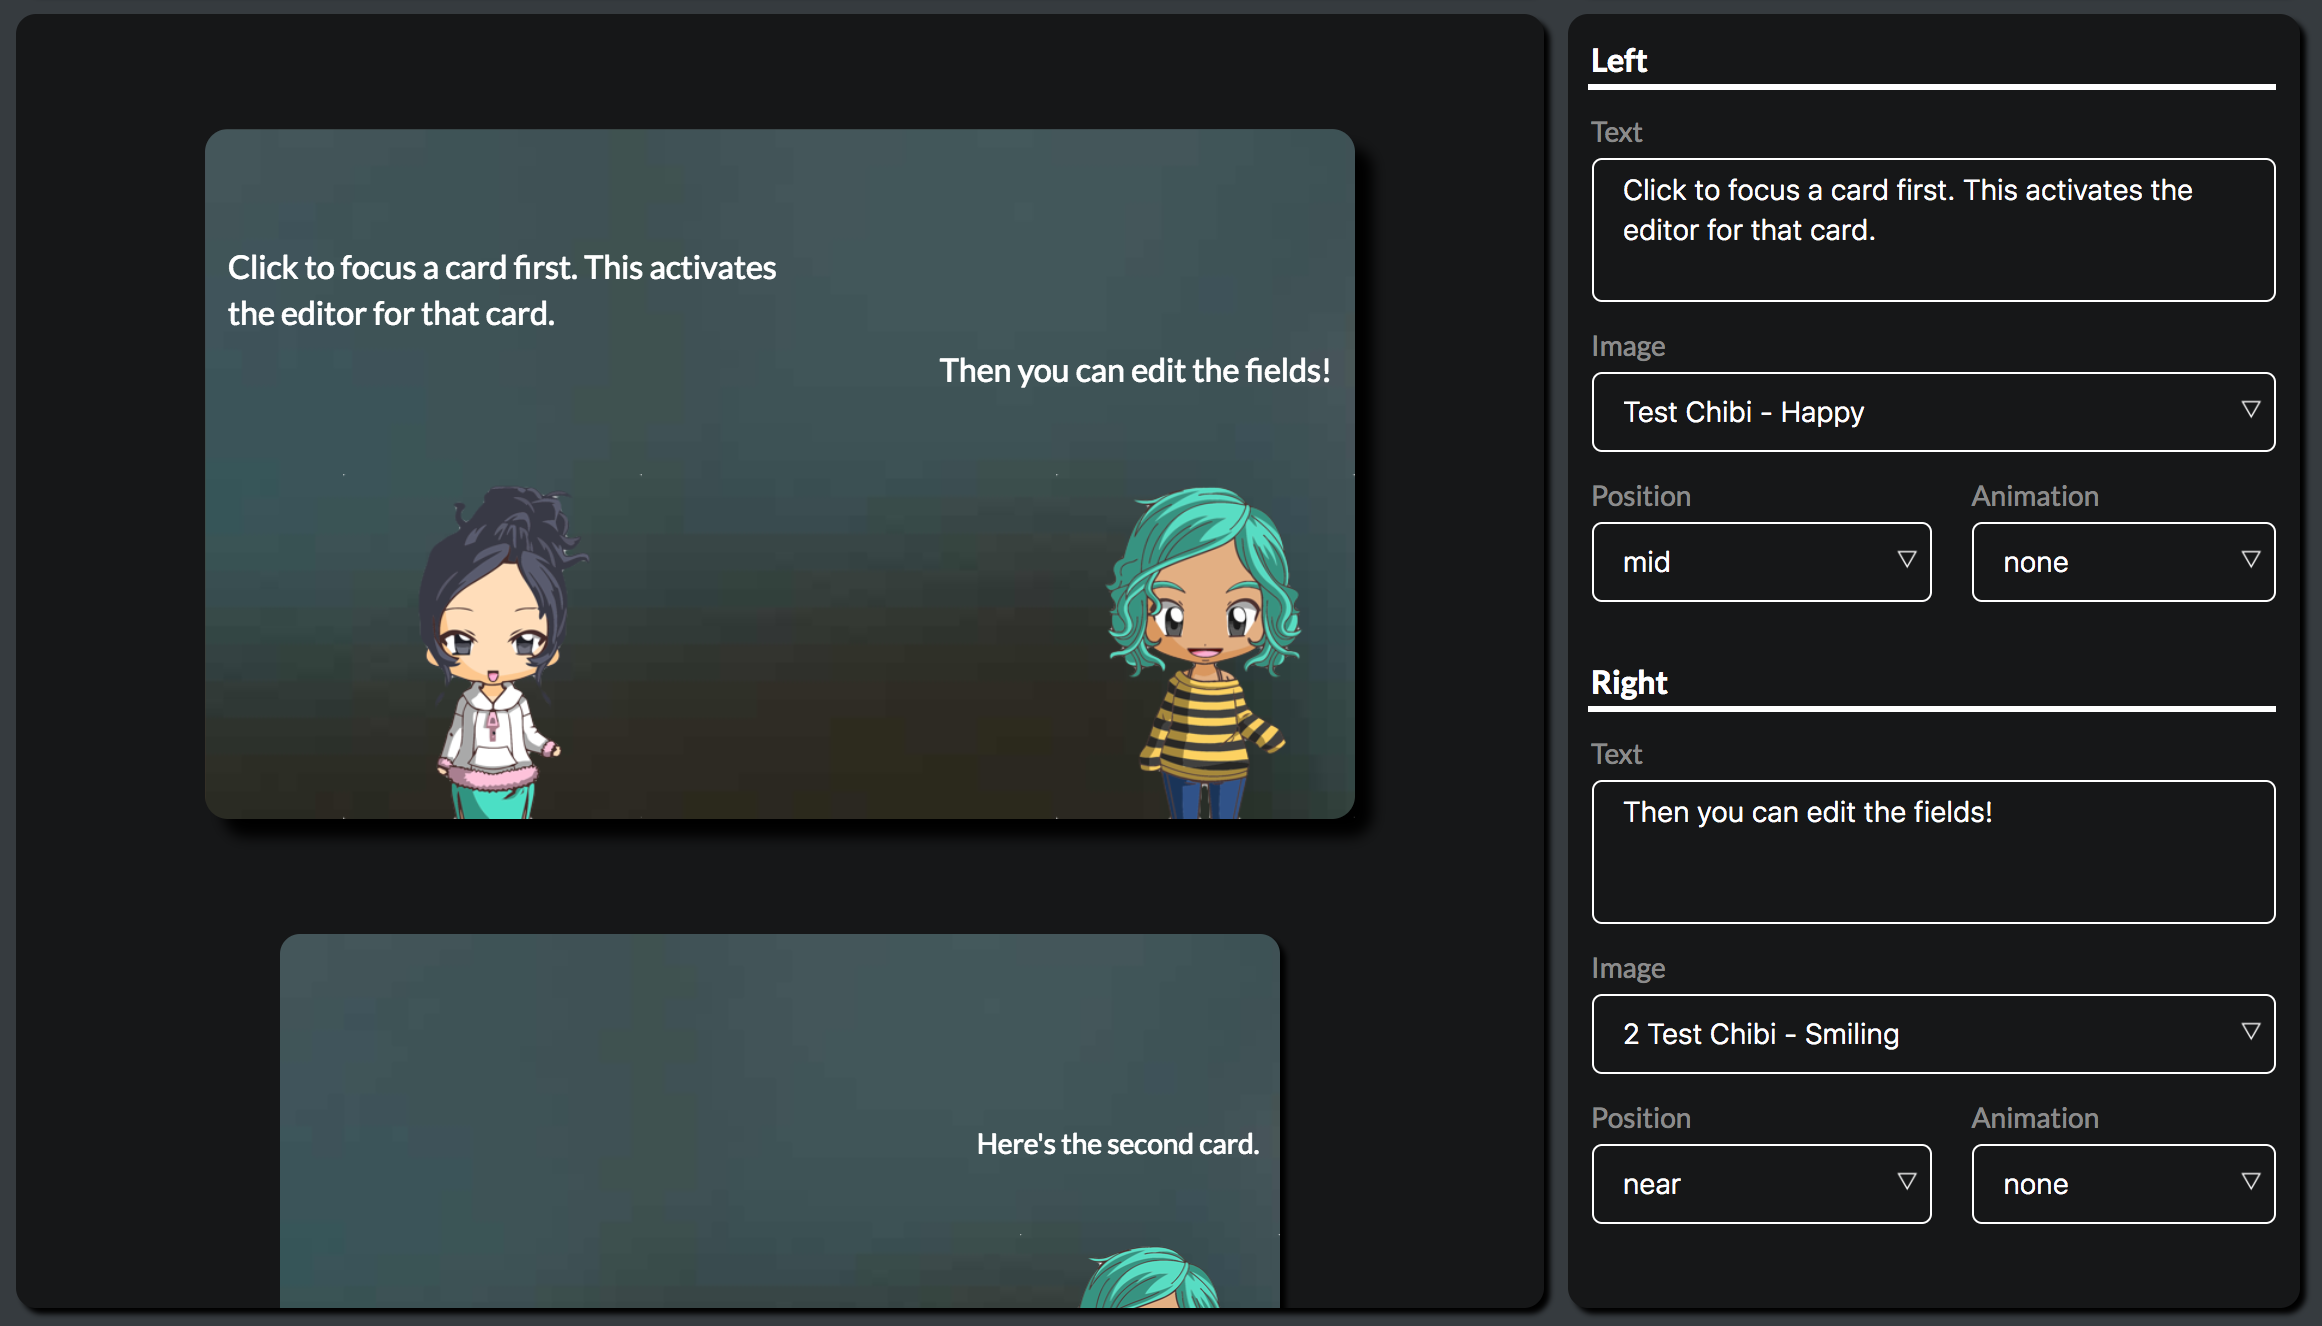 Click to focus a card first. This activates
the editor for that card.
Then you can edit the fields!
Here's the second card.
Left
Text
Click to focus a card first. This activates the
editor for that card.
Image
Test Chibi - Happy
Position
Animation
mid
none
Right
Text
Then you can edit the fields!
Image
2 Test Chibi - Smiling
Position
Animation
near
none